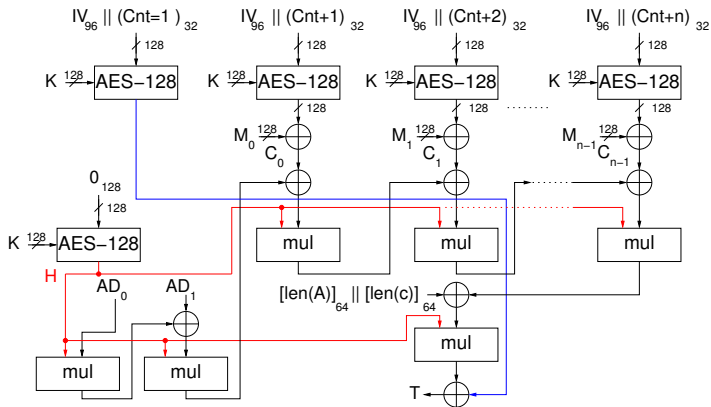 IV96 || (Cnt=1 )32 IV96 || (Cnt+1)32 IV96 || (Cnt+2)32 IV96 || (Cnt+n)32
128 128 128 128
K 128 AES-128 K 128 AES-128 K 128 AES-128 K 128 AES-128
128 128 128
M0 128 M1 128 Mn-1 128
C0 C1 Cn-1
0128
128
K 128 AES-128 mul mul mul
H
AD0 AD1 [len(A)]64 || [len(c)]64
mul mul mul
T